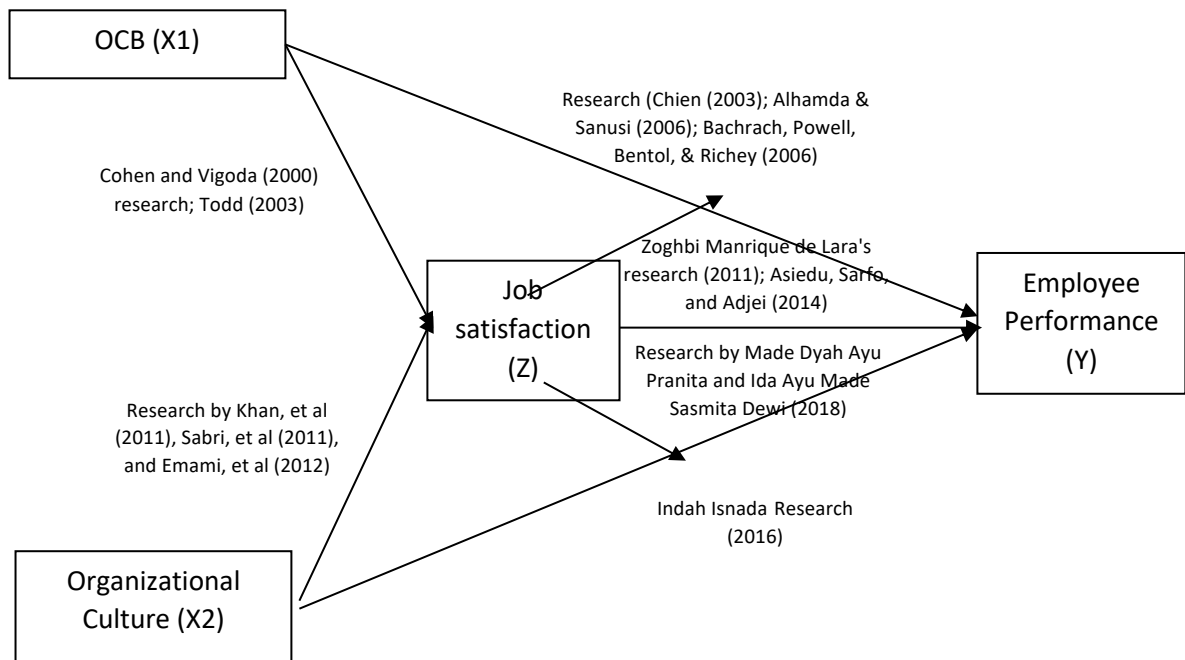 OCB (X1)
Research (Chien (2003); Alhamda &
Sanusi (2006); Bachrach, Powell,
Bentol, & Richey (2006)
Cohen and Vigoda (2000)
research; Todd (2003)
Zoghbi Manrique de Lara's
research (2011); Asiedu, Sarfo,
and Adjei (2014)
Job
satisfaction
(Z)
Employee
Performance
(Y)
Research by Made Dyah Ayu
Pranita and Ida Ayu Made
Sasmita Dewi (2018)
Research by Khan, et al
(2011), Sabri, et al (2011),
and Emami, et al (2012)
Indah Isnada Research
(2016)
Organizational
Culture (X2)